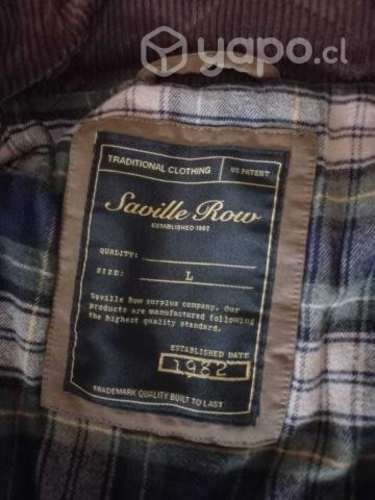 yapo.cl
TRADITIONAL CLOTHING US PATENT
Saville Row
ESTABLISHED 1982
QUALITY:
SIZE: L
Saville Row surplus company. Our
products are manufactured following
the highest quality standard.
ESTABLISHED DATE
1982
TRADEMARK QUALITY BUILT TO LAST